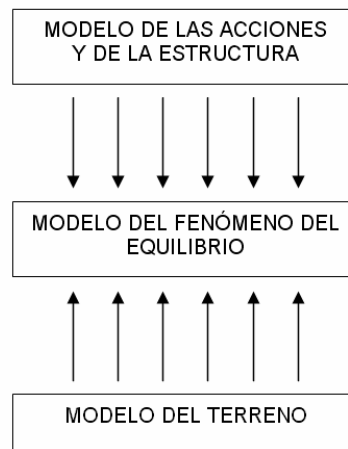 MODELO DE LAS ACCIONES
Y DE LA ESTRUCTURA
MODELO DEL FENÓMENO DEL
EQUILIBRIO
MODELO DEL TERRENO